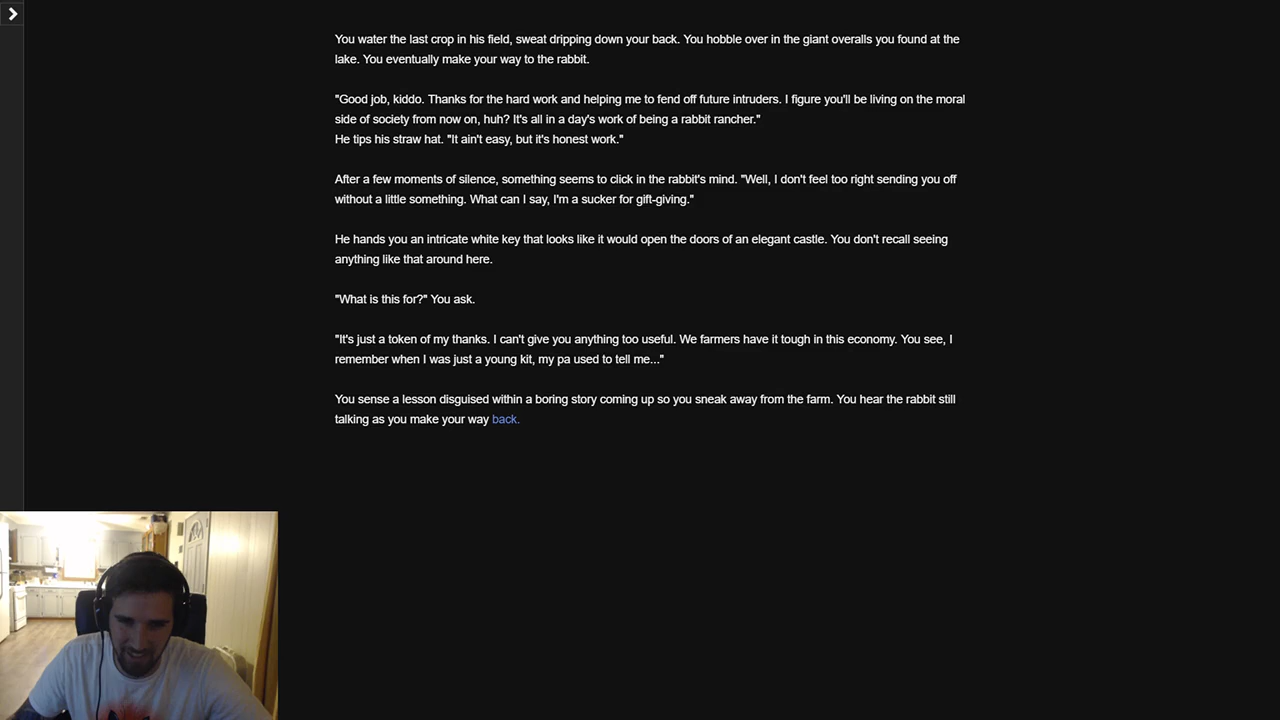 You water the last crop in his field, sweat dripping down your back. You hobble over in the giant overalls you found at the
lake. You eventually make your way to the rabbit.
"Good job, kiddo. Thanks for the hard work and helping me to fend off future intruders. I figure you'll be living on the moral
side of society from now on, huh? It's all in a day's work of being a rabbit rancher."
He tips his straw hat. "It ain't easy, but it's honest work."
After a few moments of silence, something seems to click in the rabbit's mind. "Well, I don't feel too right sending you off
without a little something. What can I say, I'm a sucker for gift-giving."
He hands you an intricate white key that looks like it would open the doors of an elegant castle. You don't recall seeing
anything like that around here.
"What is this for?" You ask.
"It's just a token of my thanks. I can't give you anything too useful. We farmers have it tough in this economy. You see, I
remember when I was just a young kit, my pa used to tell me..."
You sense a lesson disguised within a boring story coming up so you sneak away from the farm. You hear the rabbit still
talking as you make your way back.